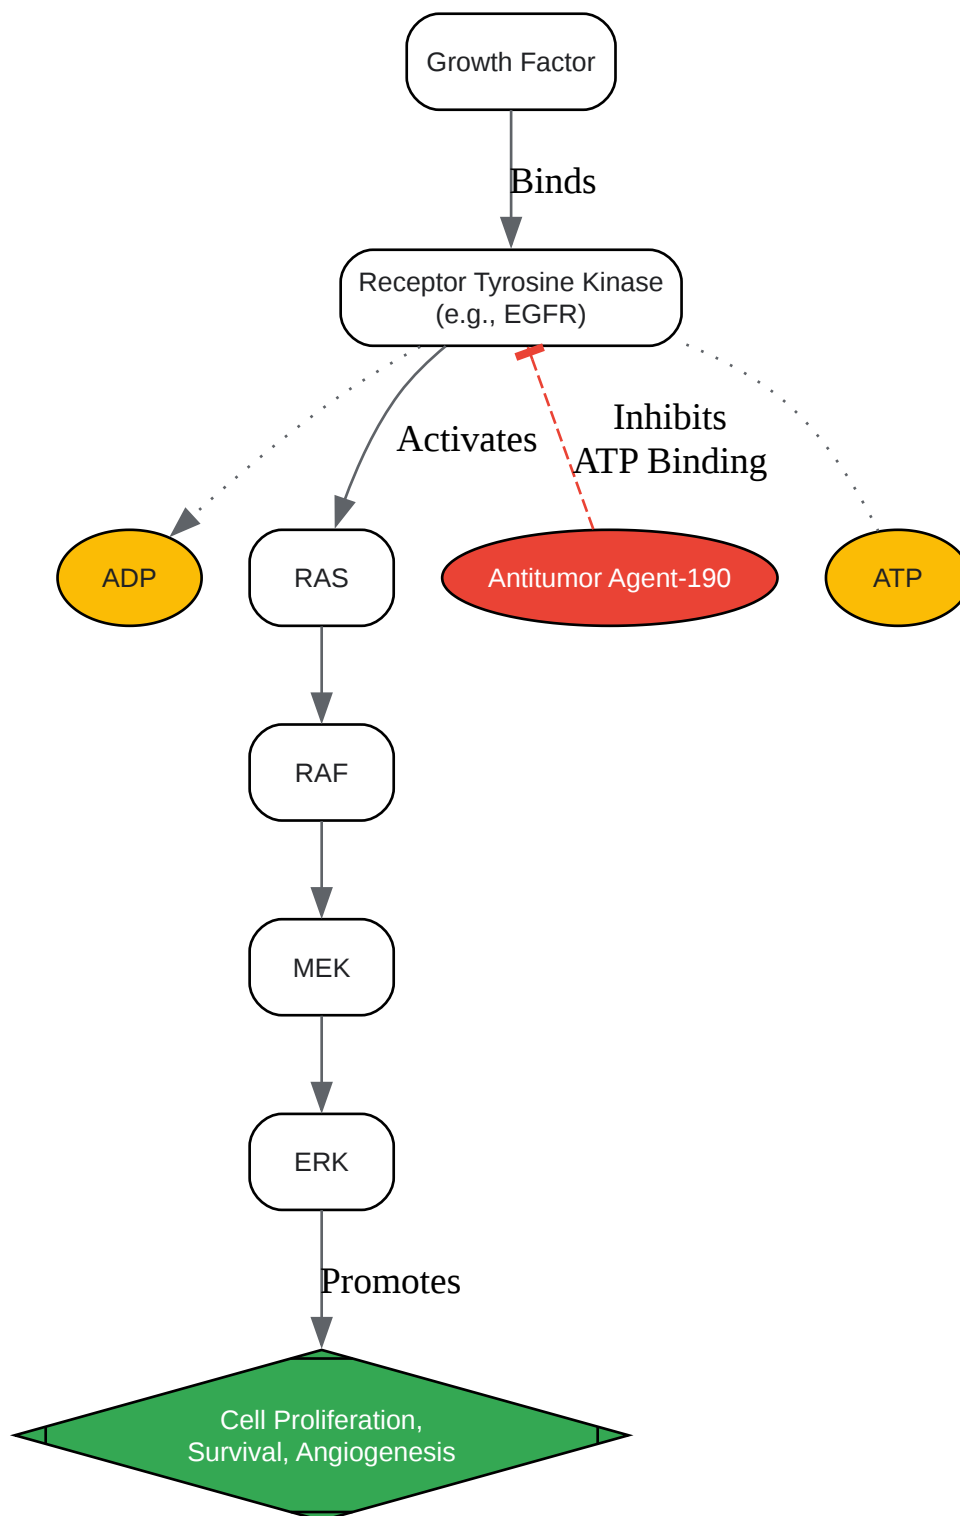 Growth Factor
Binds
Receptor Tyrosine Kinase
(e.g., EGFR)
Activates
Inhibits
ATP Binding
ADP
RAS
Antitumor Agent-190
ATP
RAF
MEK
ERK
Promotes
Cell Proliferation,
Survival, Angiogenesis